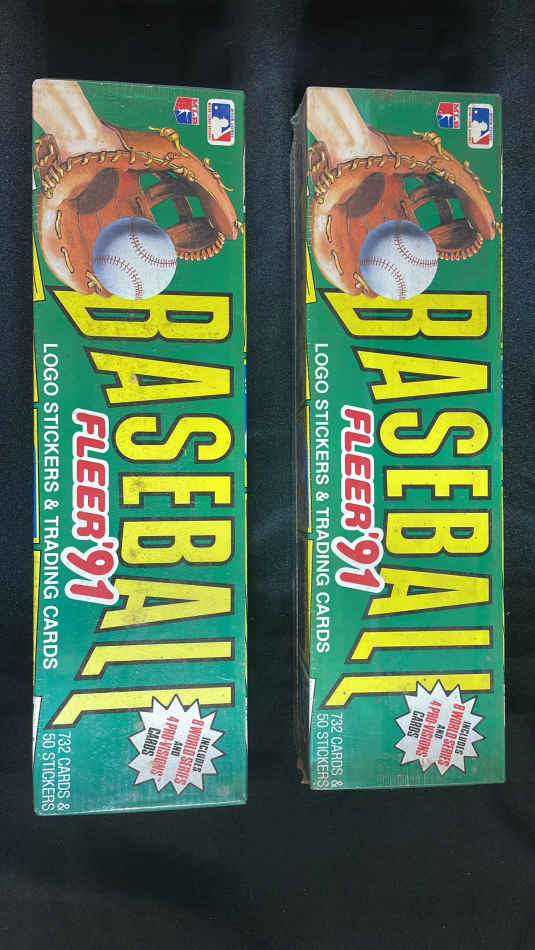 BASEBALL
FLEER '91
LOGO STICKERS & TRADING CARDS
INCLUDES
8 WORLD SERIES
AND
4 PRO VISIONS
CARDS
732 CARDS &
50 STICKERS
BASEBALL
FLEER '91
LOGO STICKERS & TRADING CARDS
INCLUDES
8 WORLD SERIES
AND
4 PRO VISIONS
CARDS
732 CARDS &
50 STICKERS